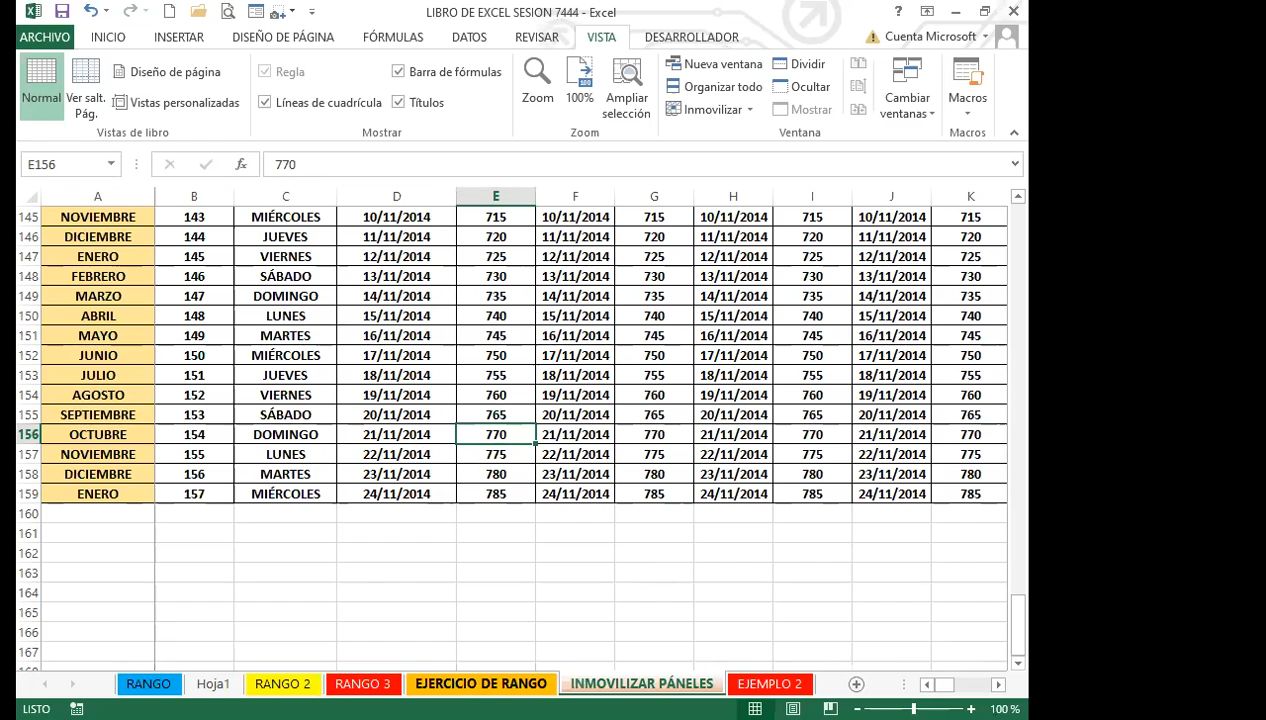 LIBRO DE EXCEL SESION 7444 - Excel
?
ARCHIVO INICIO INSERTAR DISEÑO DE PÁGINA FÓRMULAS DATOS REVISAR VISTA DESARROLLADOR Cuenta Microsoft
Normal
Ver salt. Pág.
Diseño de página
Vistas personalizadas
Vistas de libro
Regla
Barra de fórmulas
Líneas de cuadrícula
Títulos
Mostrar
Zoom
100%
Ampliar selección
Zoom
Nueva ventana
Organizar todo
Inmovilizar
Dividir
Ocultar
Mostrar
Cambiar ventanas
Ventana
Macros
Macros
E156 fx 770
A B C D E F G H I J K
145 NOVIEMBRE 143 MIÉRCOLES 10/11/2014 715 10/11/2014 715 10/11/2014 715 10/11/2014 715
146 DICIEMBRE 144 JUEVES 11/11/2014 720 11/11/2014 720 11/11/2014 720 11/11/2014 720
147 ENERO 145 VIERNES 12/11/2014 725 12/11/2014 725 12/11/2014 725 12/11/2014 725
148 FEBRERO 146 SÁBADO 13/11/2014 730 13/11/2014 730 13/11/2014 730 13/11/2014 730
149 MARZO 147 DOMINGO 14/11/2014 735 14/11/2014 735 14/11/2014 735 14/11/2014 735
150 ABRIL 148 LUNES 15/11/2014 740 15/11/2014 740 15/11/2014 740 15/11/2014 740
151 MAYO 149 MARTES 16/11/2014 745 16/11/2014 745 16/11/2014 745 16/11/2014 745
152 JUNIO 150 MIÉRCOLES 17/11/2014 750 17/11/2014 750 17/11/2014 750 17/11/2014 750
153 JULIO 151 JUEVES 18/11/2014 755 18/11/2014 755 18/11/2014 755 18/11/2014 755
154 AGOSTO 152 VIERNES 19/11/2014 760 19/11/2014 760 19/11/2014 760 19/11/2014 760
155 SEPTIEMBRE 153 SÁBADO 20/11/2014 765 20/11/2014 765 20/11/2014 765 20/11/2014 765
156 OCTUBRE 154 DOMINGO 21/11/2014 770 21/11/2014 770 21/11/2014 770 21/11/2014 770
157 NOVIEMBRE 155 LUNES 22/11/2014 775 22/11/2014 775 22/11/2014 775 22/11/2014 775
158 DICIEMBRE 156 MARTES 23/11/2014 780 23/11/2014 780 23/11/2014 780 23/11/2014 780
159 ENERO 157 MIÉRCOLES 24/11/2014 785 24/11/2014 785 24/11/2014 785 24/11/2014 785
160
161
162
163
164
165
166
167
RANGO Hoja1 RANGO 2 RANGO 3 EJERCICIO DE RANGO INMOVILIZAR PÁNELES EJEMPLO 2
LISTO 100 %